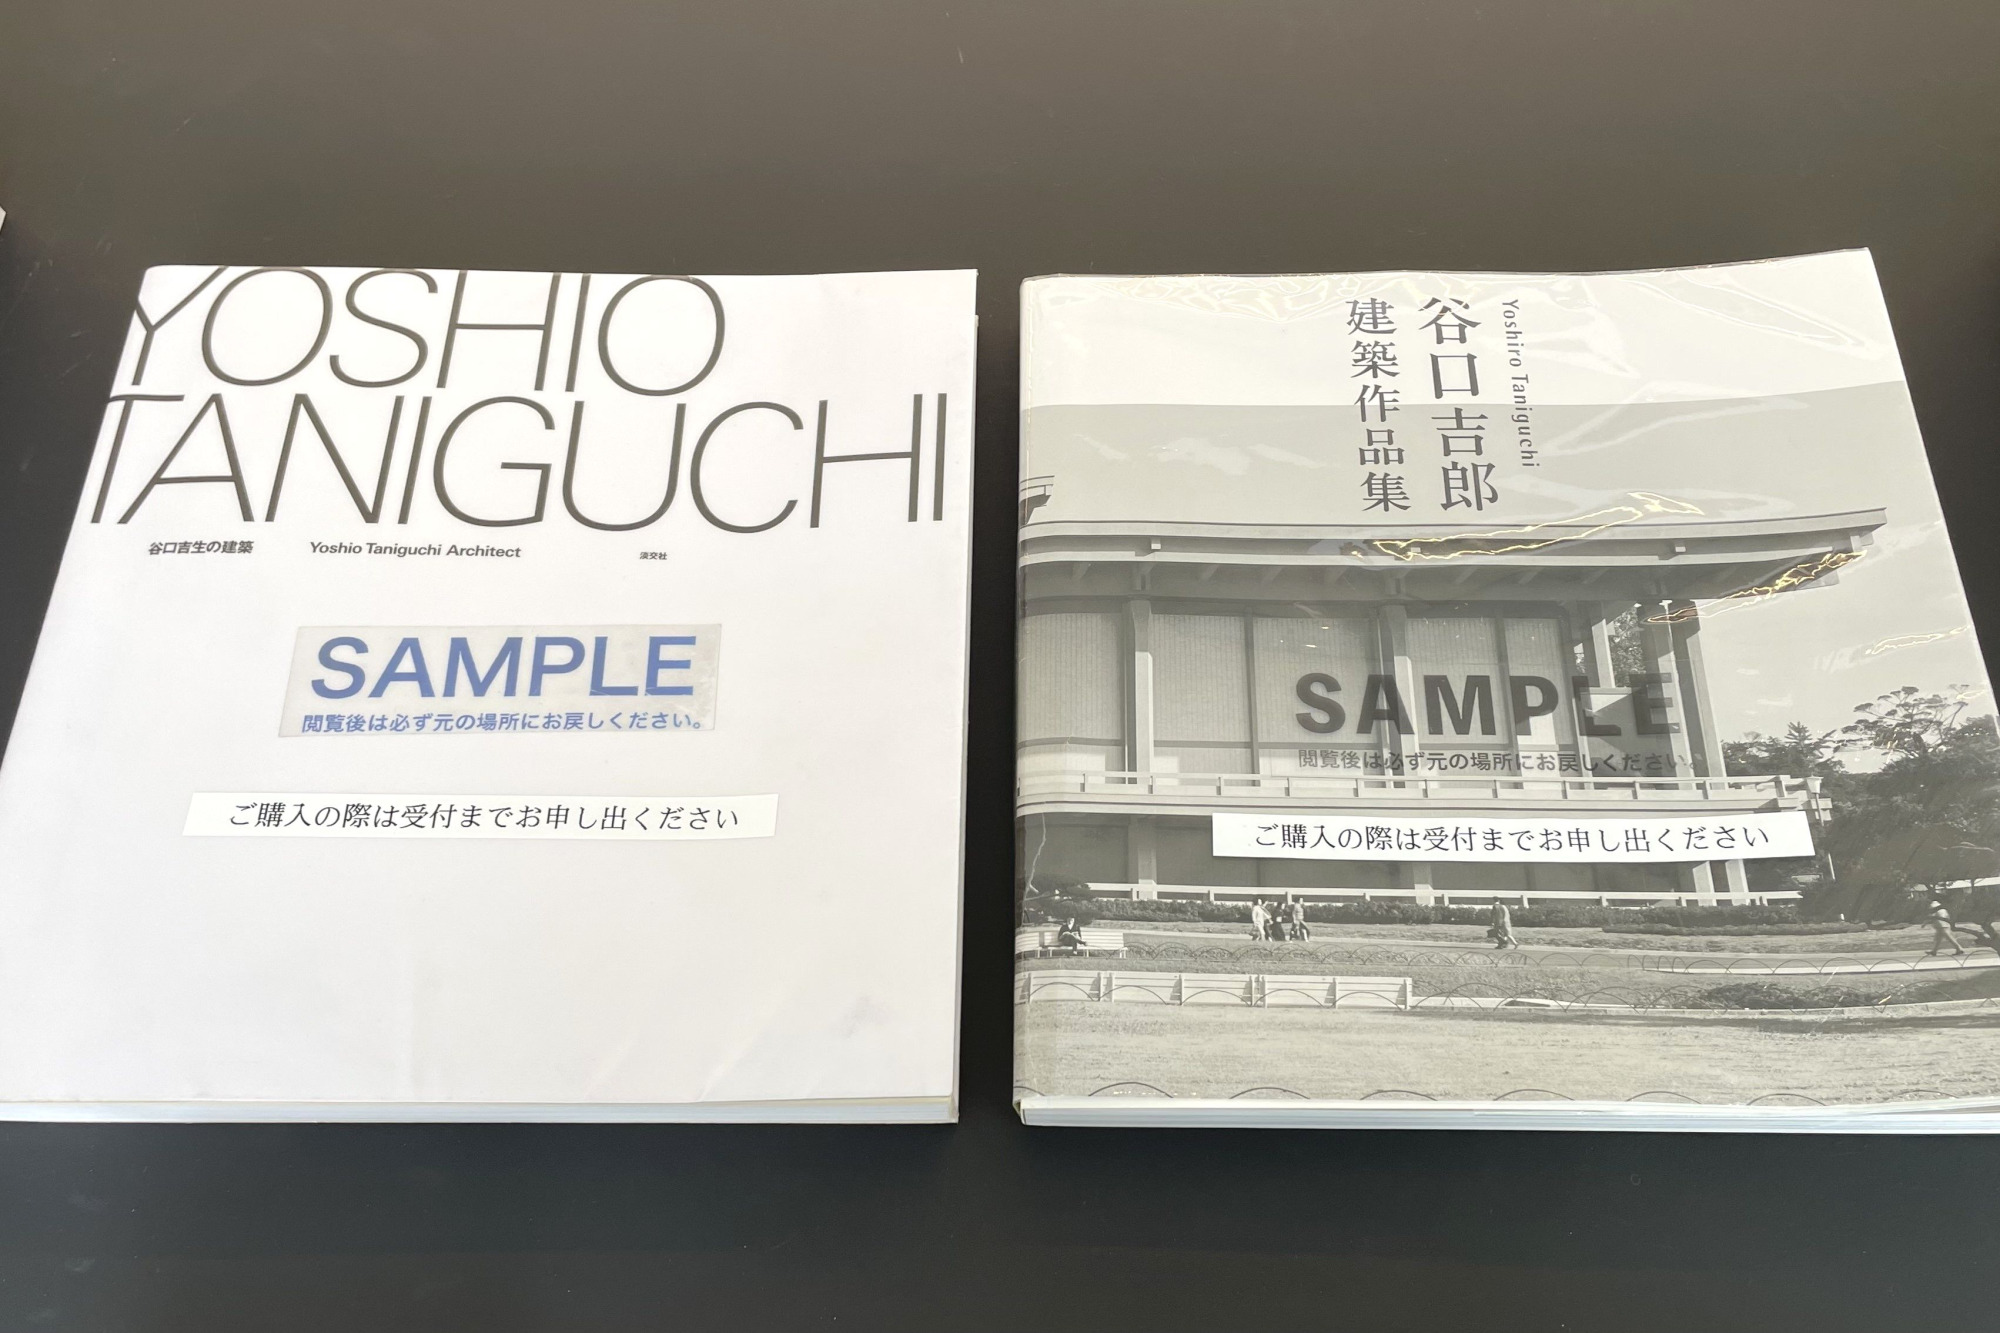 YOSHIO
TANIGUCHI
谷口吉生の建築 Yoshio Taniguchi Architect 淡交社
SAMPLE
閲覧後は必ず元の場所にお戻しください。
ご購入の際は受付までお申し出ください
Yoshiro Taniguchi
谷口吉郎
建築作品集
SAMPLE
閲覧後は必ず元の場所にお戻しください。
ご購入の際は受付までお申し出ください